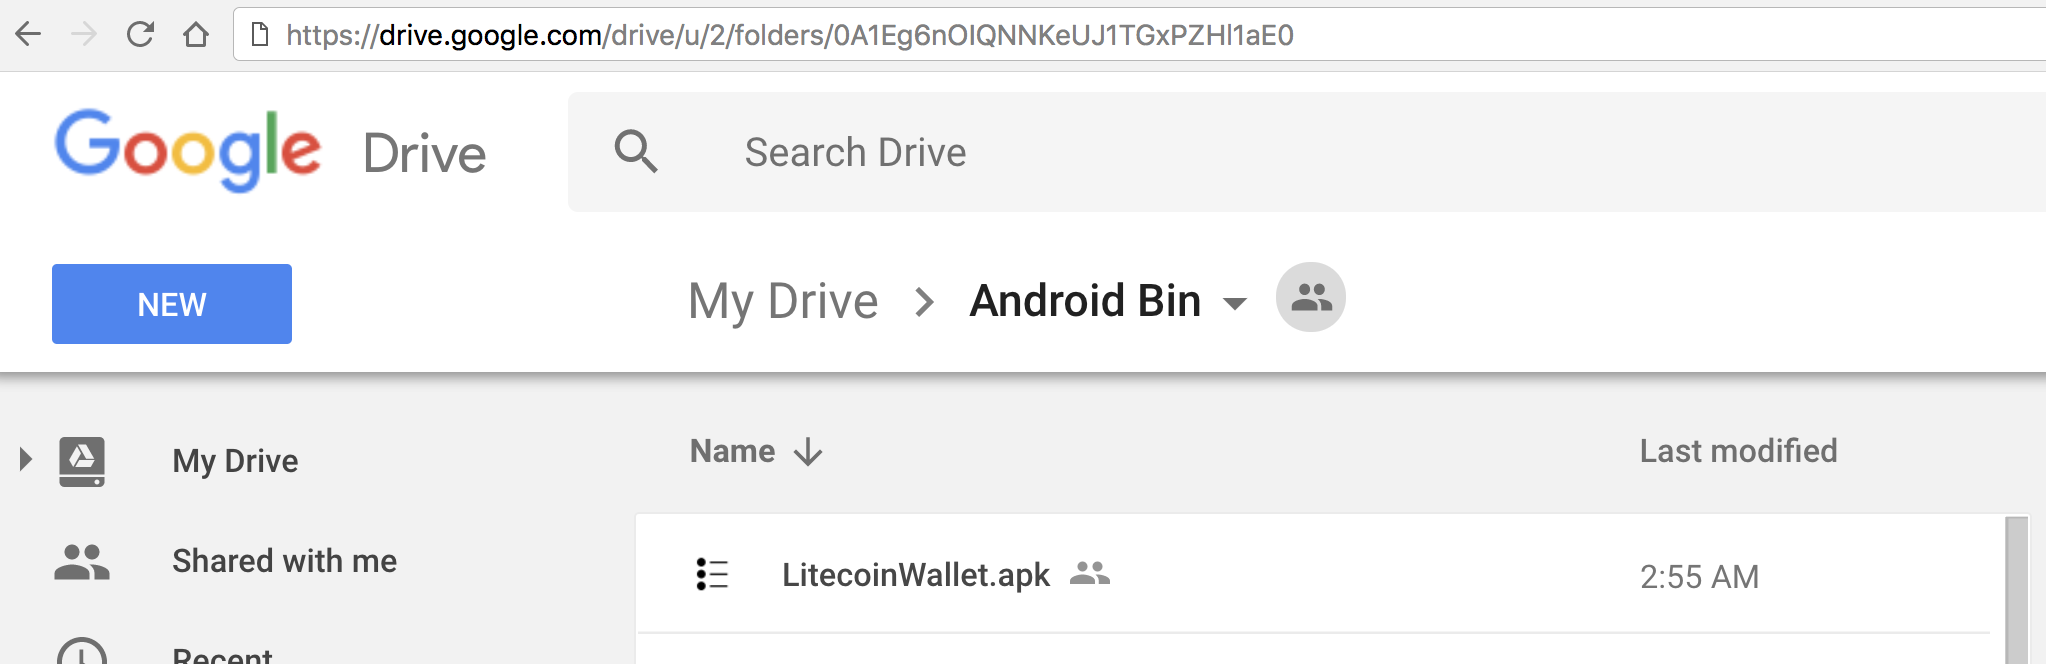 https://drive.google.com/drive/u/2/folders/0A1Eg6nOIQNNKeUJ1TGxPZHl1aE0
Google Drive
Search Drive
NEW
My Drive > Android Bin
My Drive
Shared with me
Recent
Name Last modified
LitecoinWallet.apk 2:55 AM